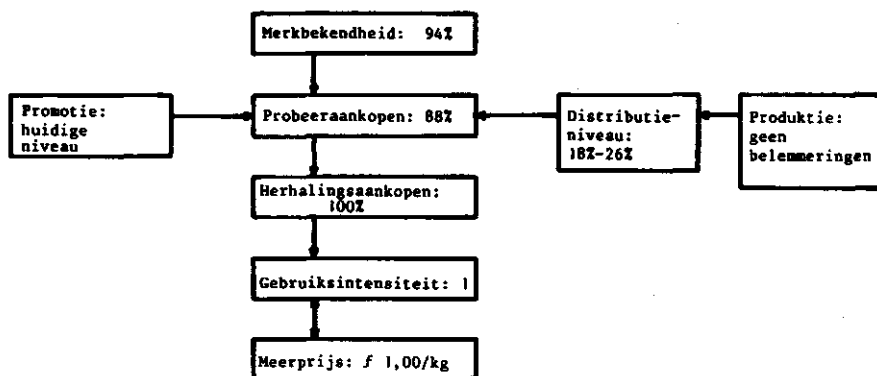 Merkbekendheid: 94%
Promotie:
huidige
niveau
Probeeraankopen: 88%
Distributie-
niveau:
18%-26%
Produktie:
geen
belemmeringen
Herhalingsaankopen:
100%
Gebruiksintensiteit: 1
Meerprijs: ƒ 1,00/kg